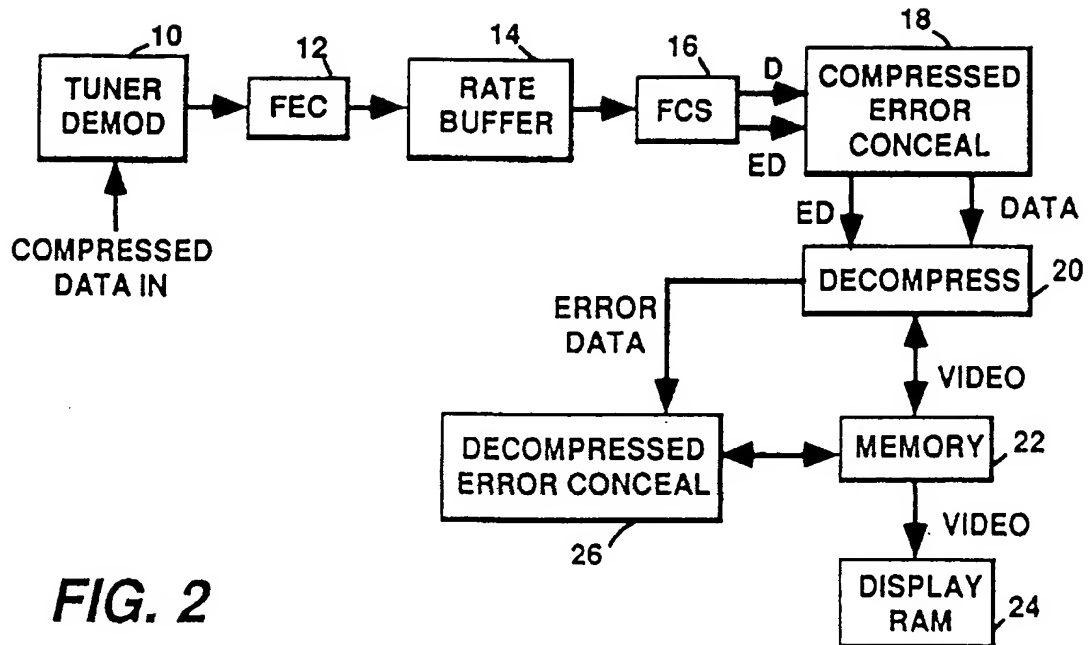 10
TUNER
DEMOD
12
FEC
14
RATE
BUFFER
16
FCS
D
ED
18
COMPRESSED
ERROR
CONCEAL
COMPRESSED
DATA IN
ED
DATA
DECOMPRESS
20
ERROR
DATA
VIDEO
DECOMPRESSED
ERROR CONCEAL
26
MEMORY
22
VIDEO
DISPLAY
RAM
24
FIG. 2